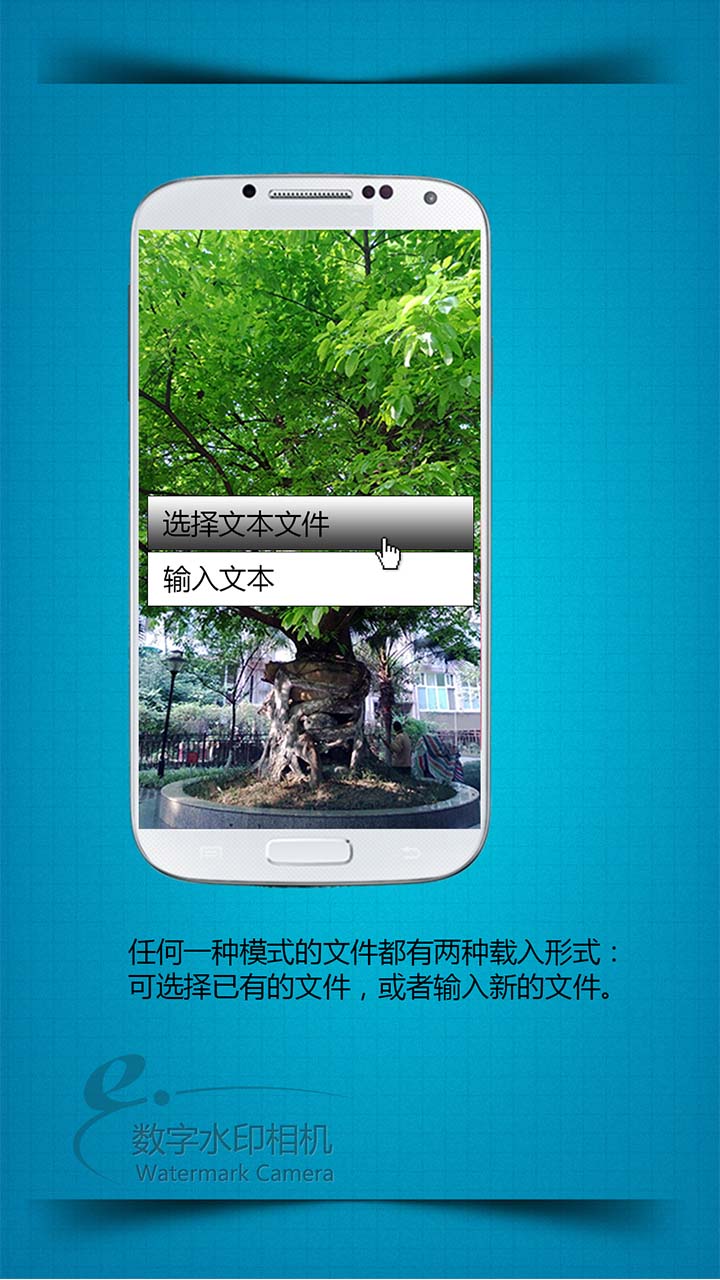 选择文本文件
输入文本
任何一种模式的文件都有两种载入形式：
可选择已有的文件，或者输入新的文件。
e.
数字水印相机
Watermark Camera